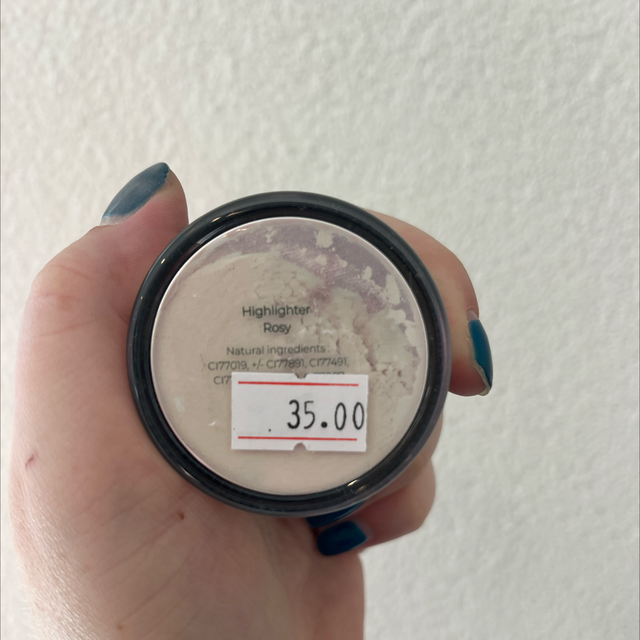 Highlighter
Rosy
Natural ingredients :
CI77019, +/- CI77891, CI77491,
35.00